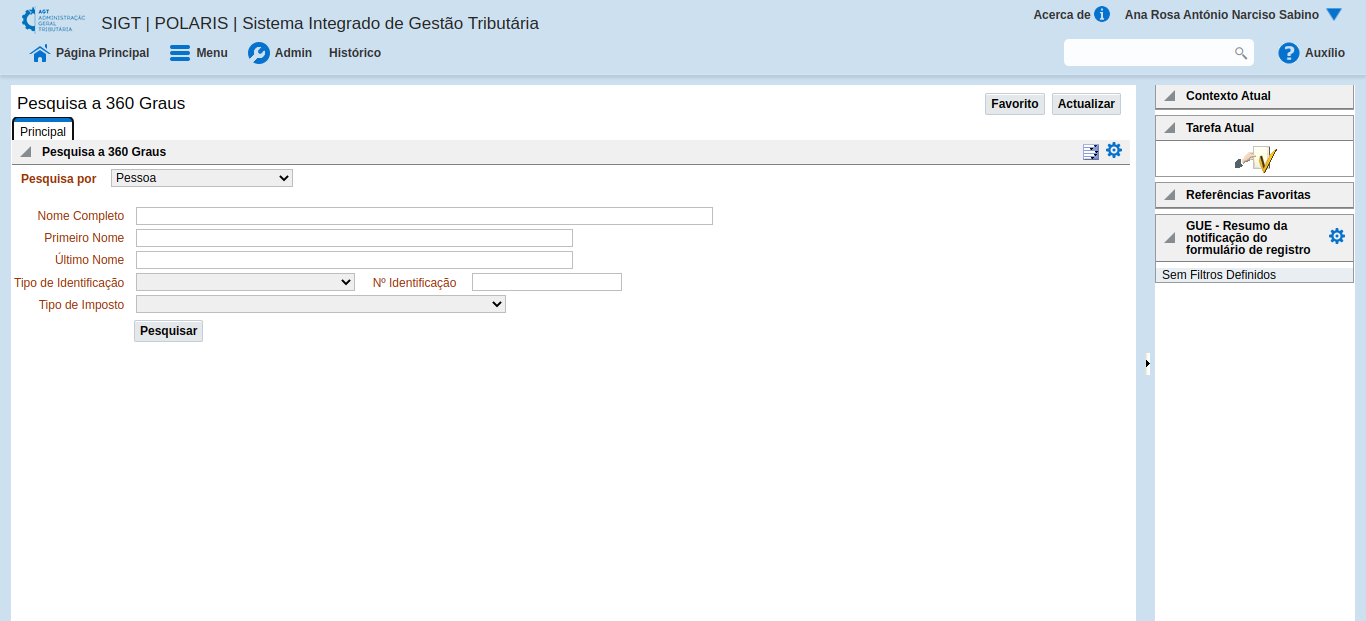 AGT
ADMINISTRAÇÃO
GERAL
TRIBUTÁRIA
SIGT | POLARIS | Sistema Integrado de Gestão Tributária
Acerca de
Ana Rosa António Narciso Sabino
Página Principal
Menu
Admin
Histórico
Auxílio
Pesquisa a 360 Graus
Favorito
Actualizar
Principal
Pesquisa a 360 Graus
Pesquisa por
Pessoa
Nome Completo
Primeiro Nome
Último Nome
Tipo de Identificação
Nº Identificação
Tipo de Imposto
Pesquisar
Contexto Atual
Tarefa Atual
Referências Favoritas
GUE - Resumo da
notificação do
formulário de registro
Sem Filtros Definidos